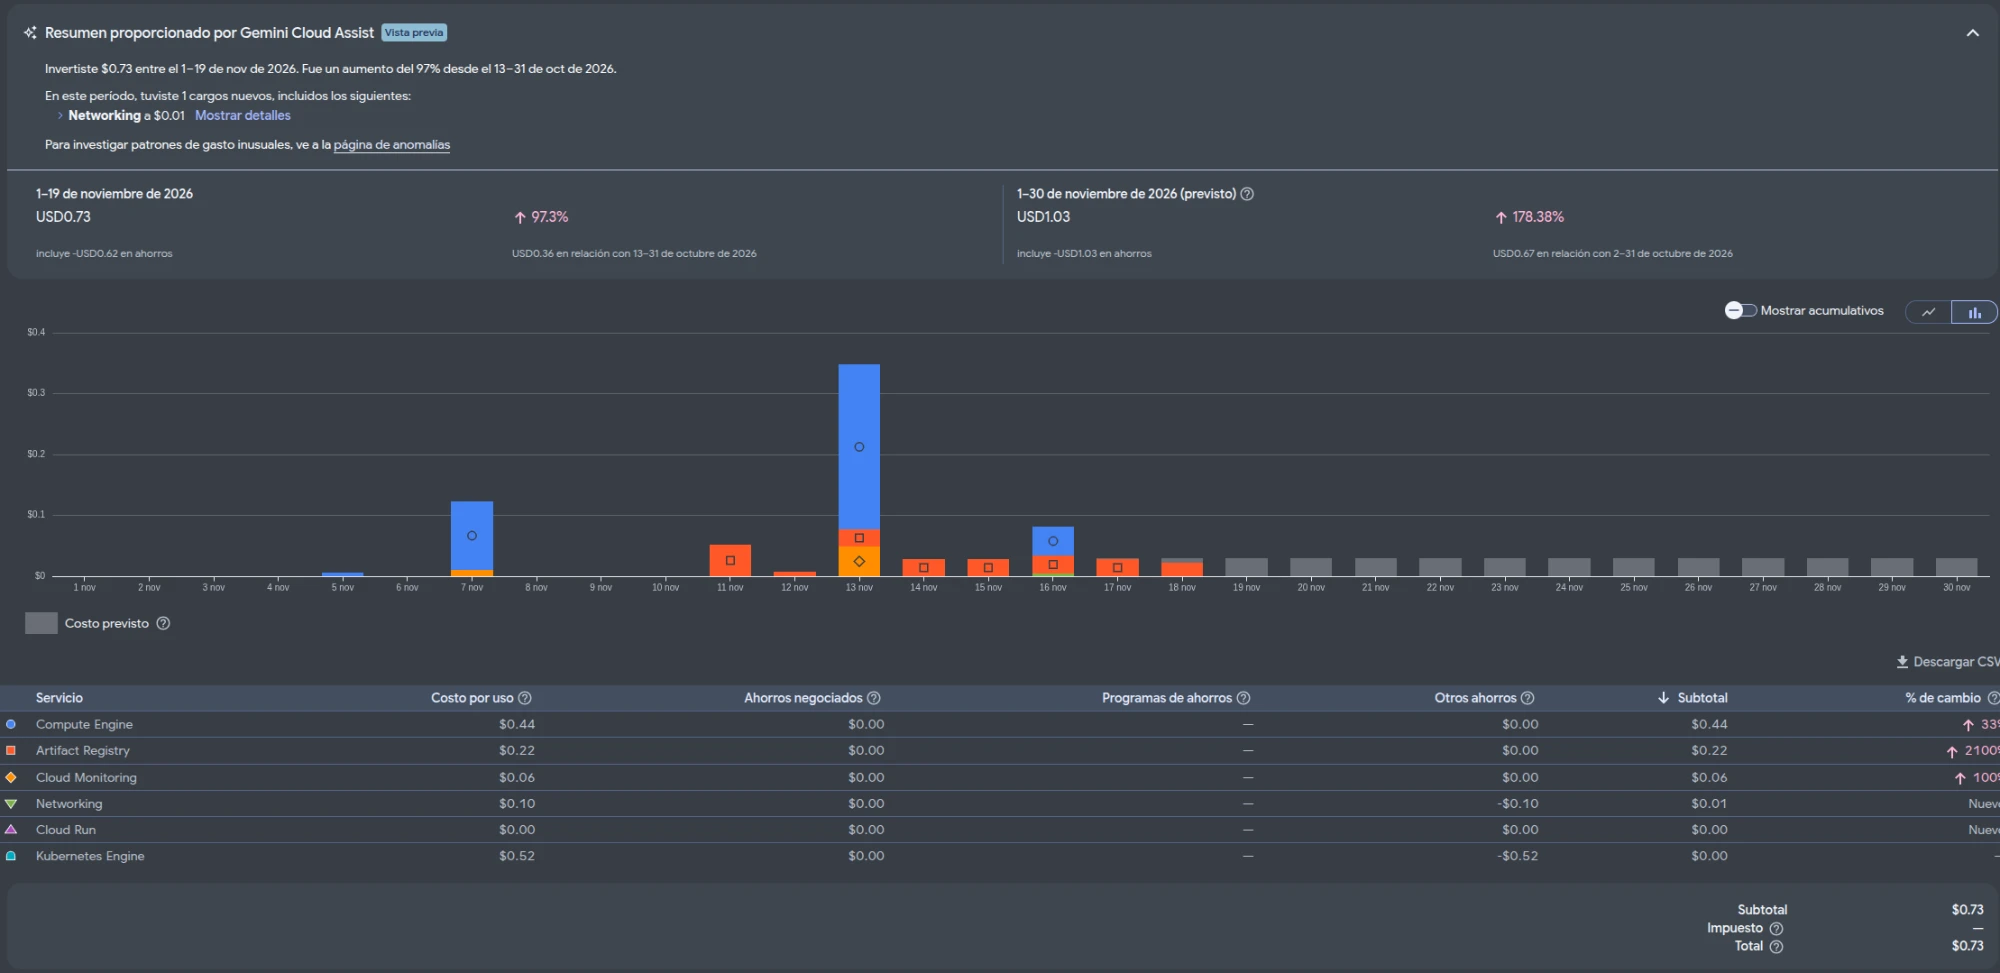 Resumen proporcionado por Gemini Cloud Assist Vista previa
Invertiste $0.73 entre el 1–19 de nov de 2026. Fue un aumento del 97% desde el 13–31 de oct de 2026.
En este período, tuviste 1 cargos nuevos, incluidos los siguientes:
Networking a $0.01 Mostrar detalles
Para investigar patrones de gasto inusuales, ve a la página de anomalías
1–19 de noviembre de 2026
USD0.73
↑ 97.3%
incluye -USD0.62 en ahorros
USD0.36 en relación con 13–31 de octubre de 2026
1–30 de noviembre de 2026 (previsto)
USD1.03
↑ 178.38%
incluye -USD1.03 en ahorros
USD0.67 en relación con 2–31 de octubre de 2026
Mostrar acumulativos
$0.4
$0.3
$0.2
$0.1
$0
1 nov 2 nov 3 nov 4 nov 5 nov 6 nov 7 nov 8 nov 9 nov 10 nov 11 nov 12 nov 13 nov 14 nov 15 nov 16 nov 17 nov 18 nov 19 nov 20 nov 21 nov 22 nov 23 nov 24 nov 25 nov 26 nov 27 nov 28 nov 29 nov 30 nov
Costo previsto
Descargar CSV
Servicio Costo por uso Ahorros negociados Programas de ahorros Otros ahorros ↓ Subtotal % de cambio
Compute Engine $0.44 $0.00 — $0.00 $0.44 ↑ 33%
Artifact Registry $0.22 $0.00 — $0.00 $0.22 ↑ 2100%
Cloud Monitoring $0.06 $0.00 — $0.00 $0.06 ↑ 100%
Networking $0.10 $0.00 — -$0.10 $0.01 Nuevo
Cloud Run $0.00 $0.00 — $0.00 $0.00 Nuevo
Kubernetes Engine $0.52 $0.00 — -$0.52 $0.00 —
Subtotal $0.73
Impuesto —
Total $0.73